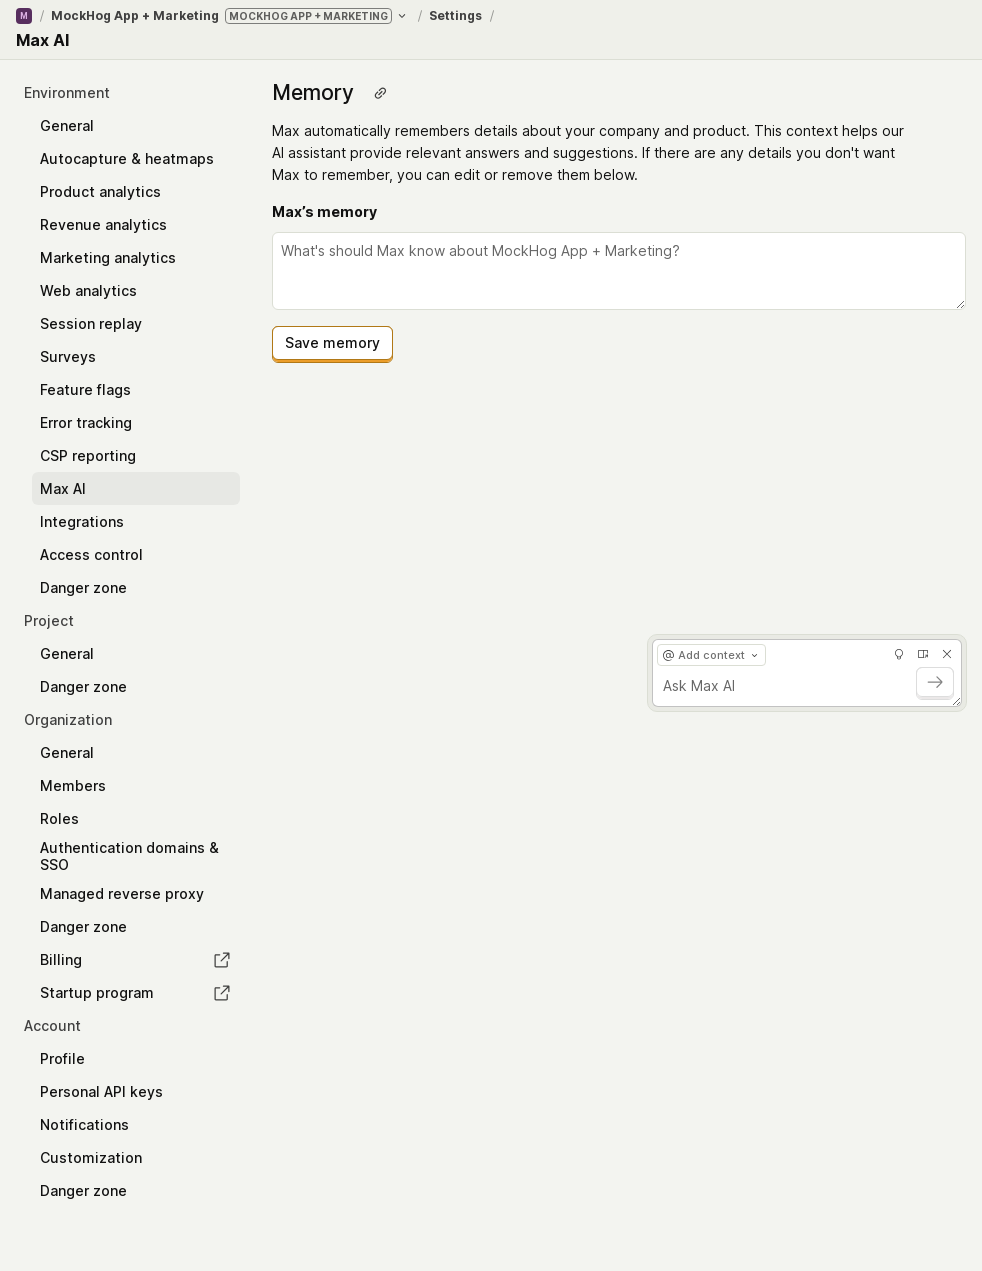 M / MockHog App + Marketing MOCKHOG APP + MARKETING / Settings /
Max AI
Environment
General
Autocapture & heatmaps
Product analytics
Revenue analytics
Marketing analytics
Web analytics
Session replay
Surveys
Feature flags
Error tracking
CSP reporting
Max AI
Integrations
Access control
Danger zone
Project
General
Danger zone
Organization
General
Members
Roles
Authentication domains &
SSO
Managed reverse proxy
Danger zone
Billing
Startup program
Account
Profile
Personal API keys
Notifications
Customization
Danger zone
Memory
Max automatically remembers details about your company and product. This context helps our
AI assistant provide relevant answers and suggestions. If there are any details you don't want
Max to remember, you can edit or remove them below.
Max’s memory
What's should Max know about MockHog App + Marketing?
Save memory
@ Add context
Ask Max AI